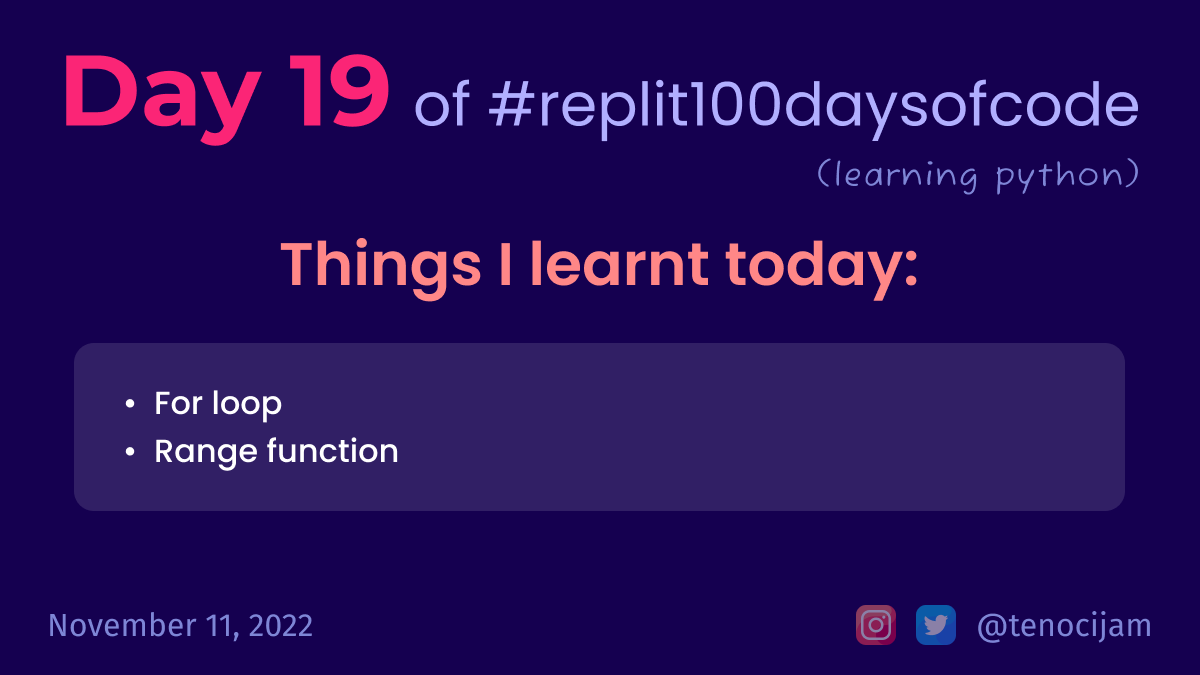 Day 19 of #replit100daysofcode
(learning python)
Things I learnt today:
• For loop
• Range function
November 11, 2022
@tenocijam